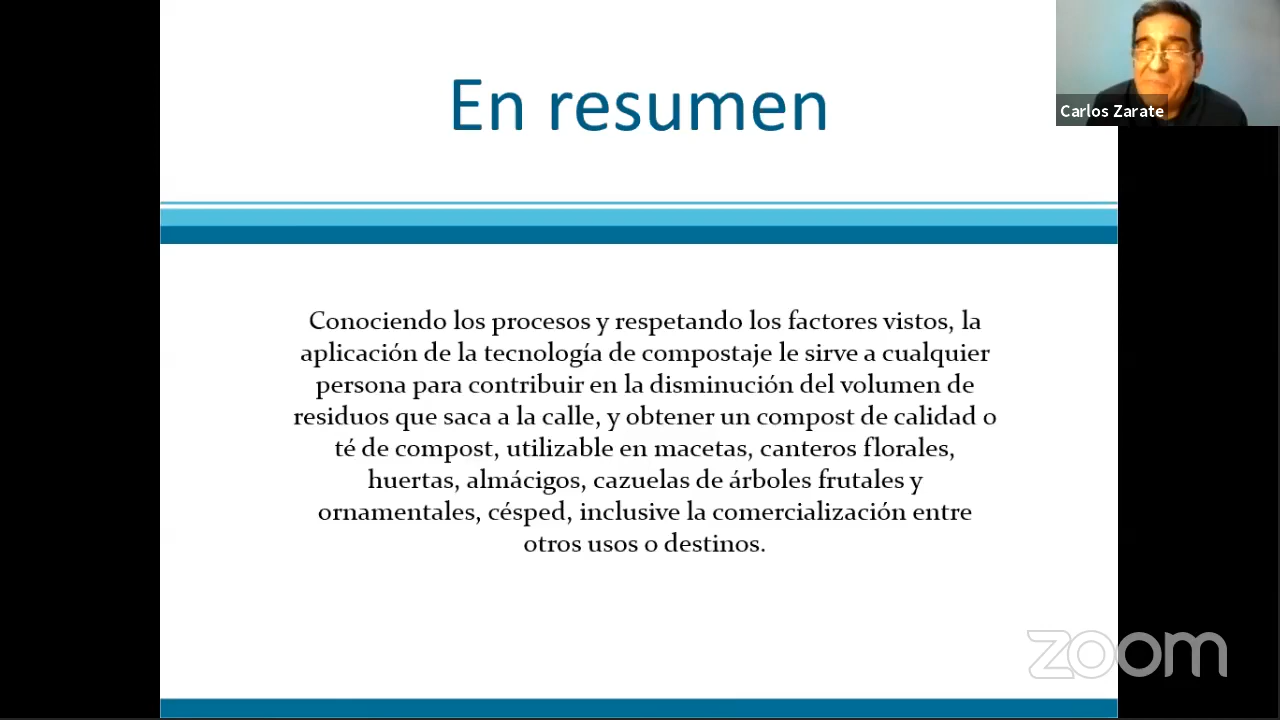 En resumen
Carlos Zarate
Conociendo los procesos y respetando los factores vistos, la
aplicación de la tecnología de compostaje le sirve a cualquier
persona para contribuir en la disminución del volumen de
residuos que saca a la calle, y obtener un compost de calidad o
té de compost, utilizable en macetas, canteros florales,
huertas, almácigos, cazuelas de árboles frutales y
ornamentales, césped, inclusive la comercialización entre
otros usos o destinos.
zoom